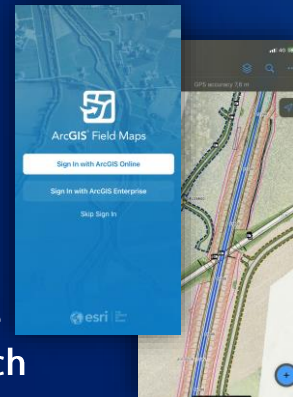 ArcGIS Field Maps
Sign In with ArcGIS Online
Sign In with ArcGIS Enterprise
Skip Sign In
esri
GPS accuracy 7,6 m
ch